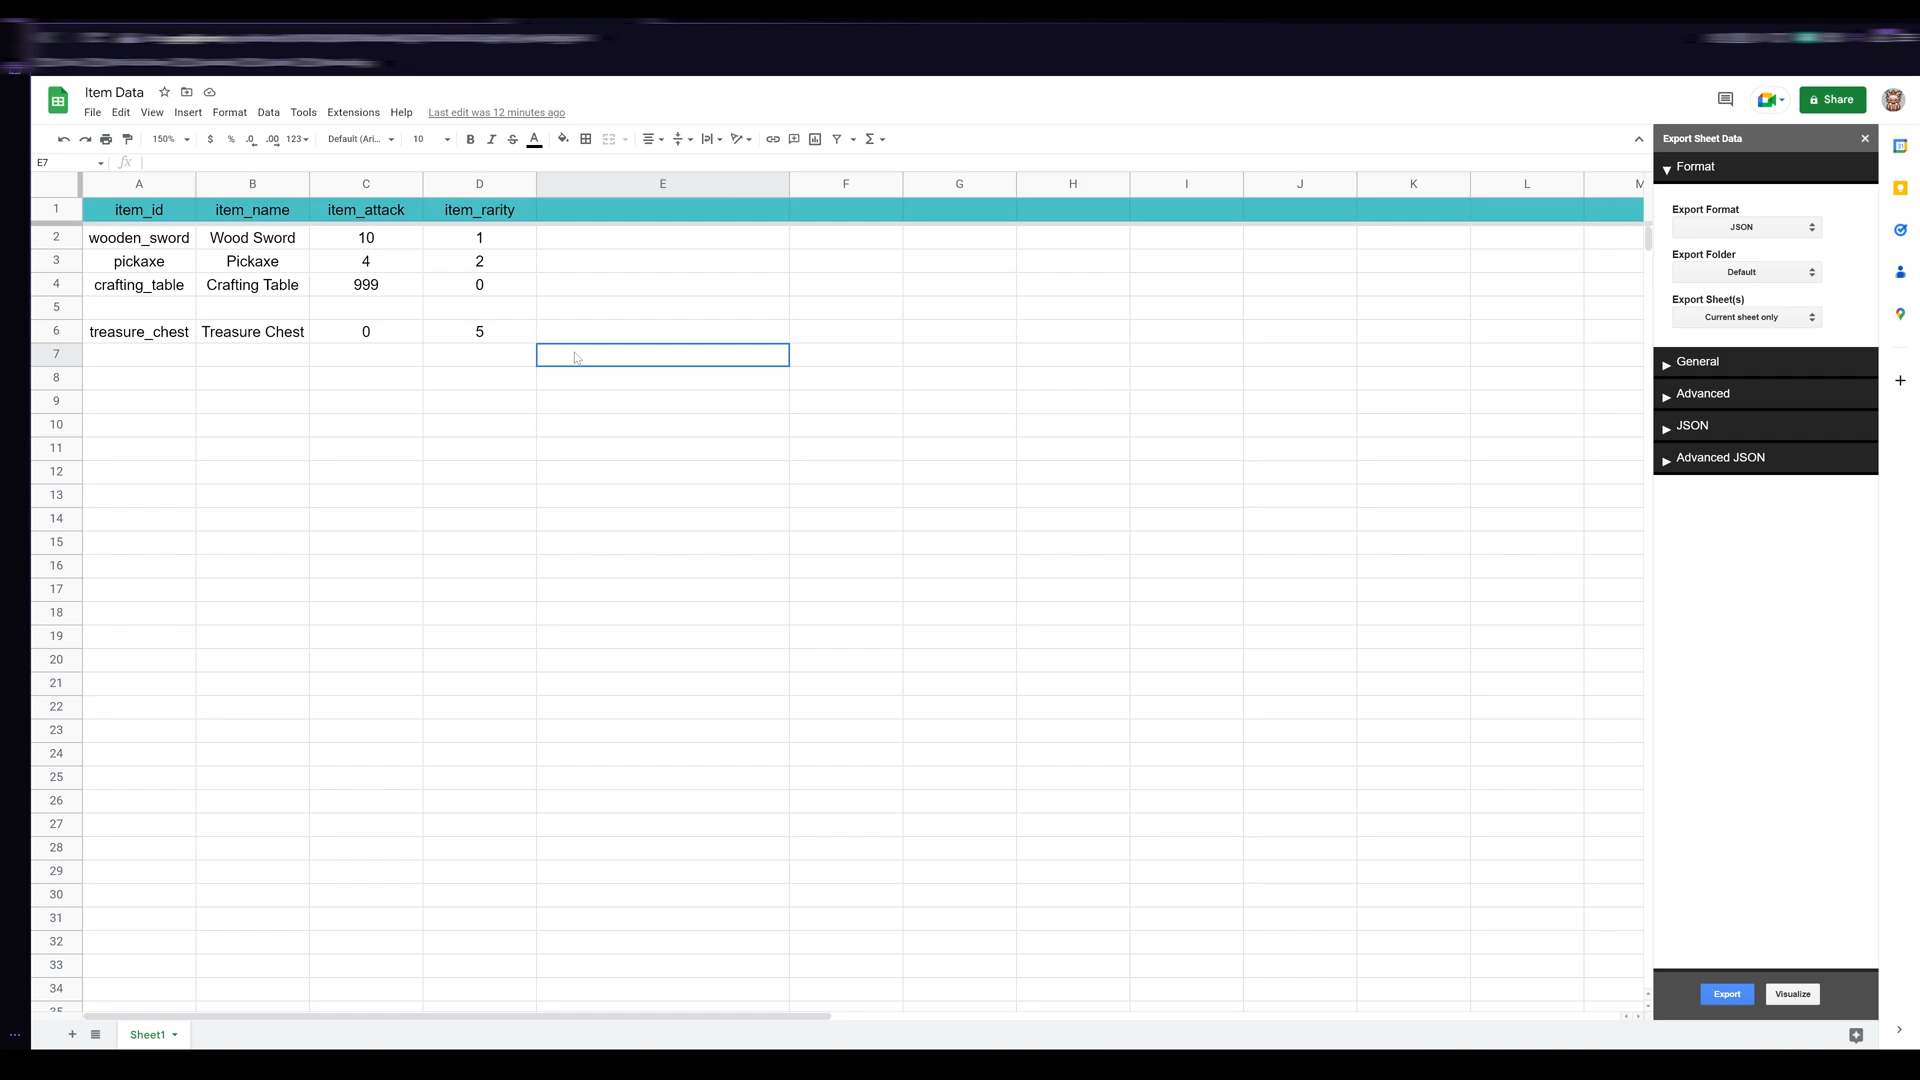 Item Data
File Edit View Insert Format Data Tools Extensions Help Last edit was 12 minutes ago
Share
150% $ % .0 .00 123 Default (Ari... 10 B I S A
E7 fx
Export Sheet Data
Format
A B C D E F G H I J K L M
1 item_id item_name item_attack item_rarity
2 wooden_sword Wood Sword 10 1
3 pickaxe Pickaxe 4 2
4 crafting_table Crafting Table 999 0
5
6 treasure_chest Treasure Chest 0 5
7
8
9
10
11
12
13
14
15
16
17
18
19
20
21
22
23
24
25
26
27
28
29
30
31
32
33
34
35
Export Format
JSON
Export Folder
Default
Export Sheet(s)
Current sheet only
General
Advanced
JSON
Advanced JSON
Export Visualize
Sheet1
31